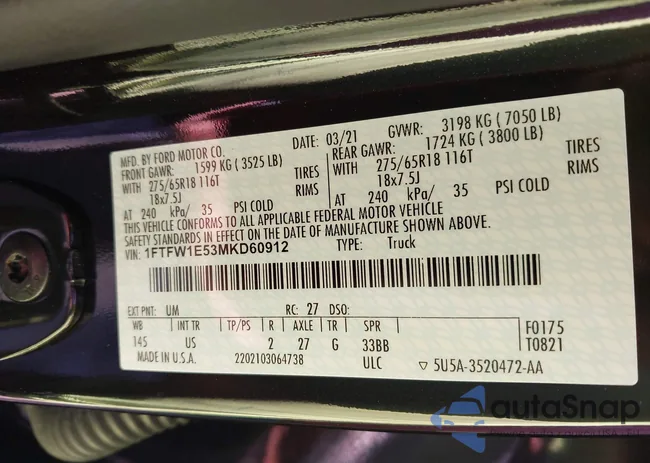 MFD. BY FORD MOTOR CO. DATE: 03/21 GVWR: 3198 KG ( 7050 LB)
FRONT GAWR: 1599 KG ( 3525 LB) REAR GAWR: 1724 KG ( 3800 LB)
WITH 275/65R18 116T TIRES WITH 275/65R18 116T TIRES
18x7.5J RIMS 18x7.5J RIMS
AT 240 kPa/ 35 PSI COLD AT 240 kPa/ 35 PSI COLD
THIS VEHICLE CONFORMS TO ALL APPLICABLE FEDERAL MOTOR VEHICLE
SAFETY STANDARDS IN EFFECT ON THE DATE OF MANUFACTURE SHOWN ABOVE.
VIN: 1FTFW1E53MKD60912 TYPE: Truck
EXT PNT: UM RC: 27 DSO:
WB INT TR TP/PS R AXLE TR SPR F0175
145 US 2 27 G 33BB T0821
MADE IN U.S.A. 2202103064738 ULC ▽ 5U5A-3520472-AA
autoSnap